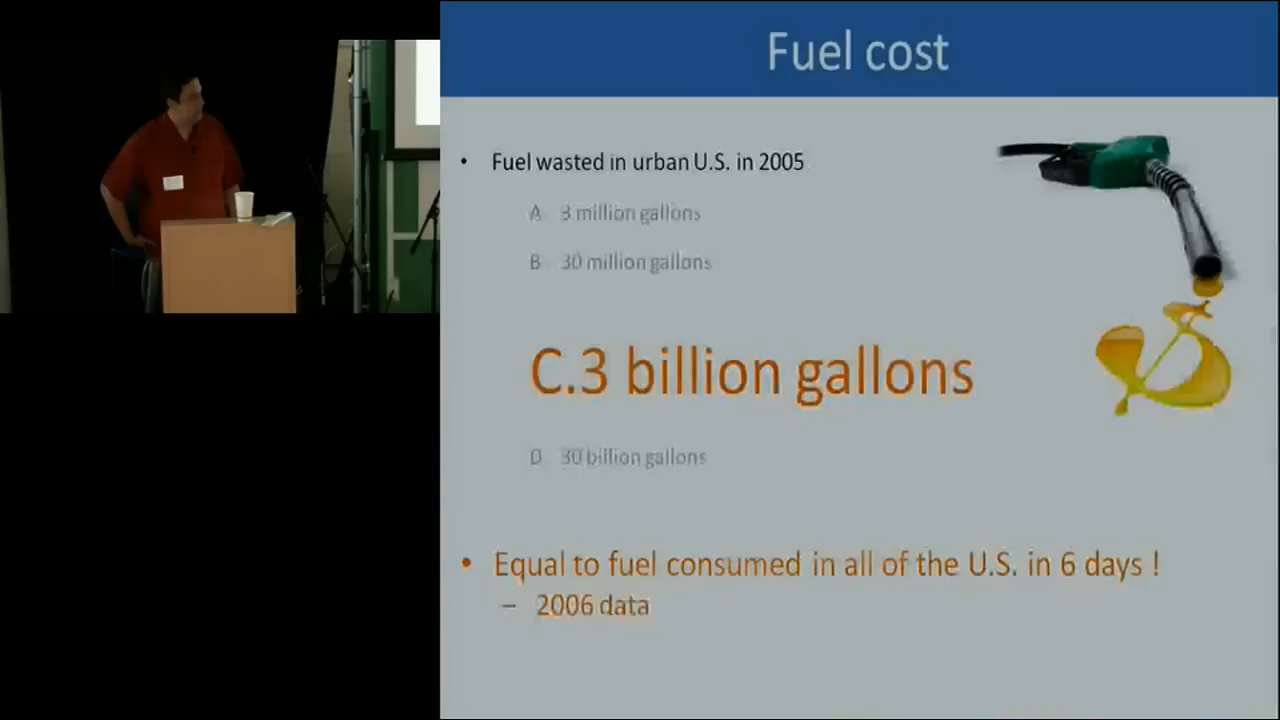 Fuel cost
• Fuel wasted in urban U.S. in 2005
A 3 million gallons
B 30 million gallons
C.3 billion gallons
D 30 billion gallons
• Equal to fuel consumed in all of the U.S. in 6 days !
– 2006 data